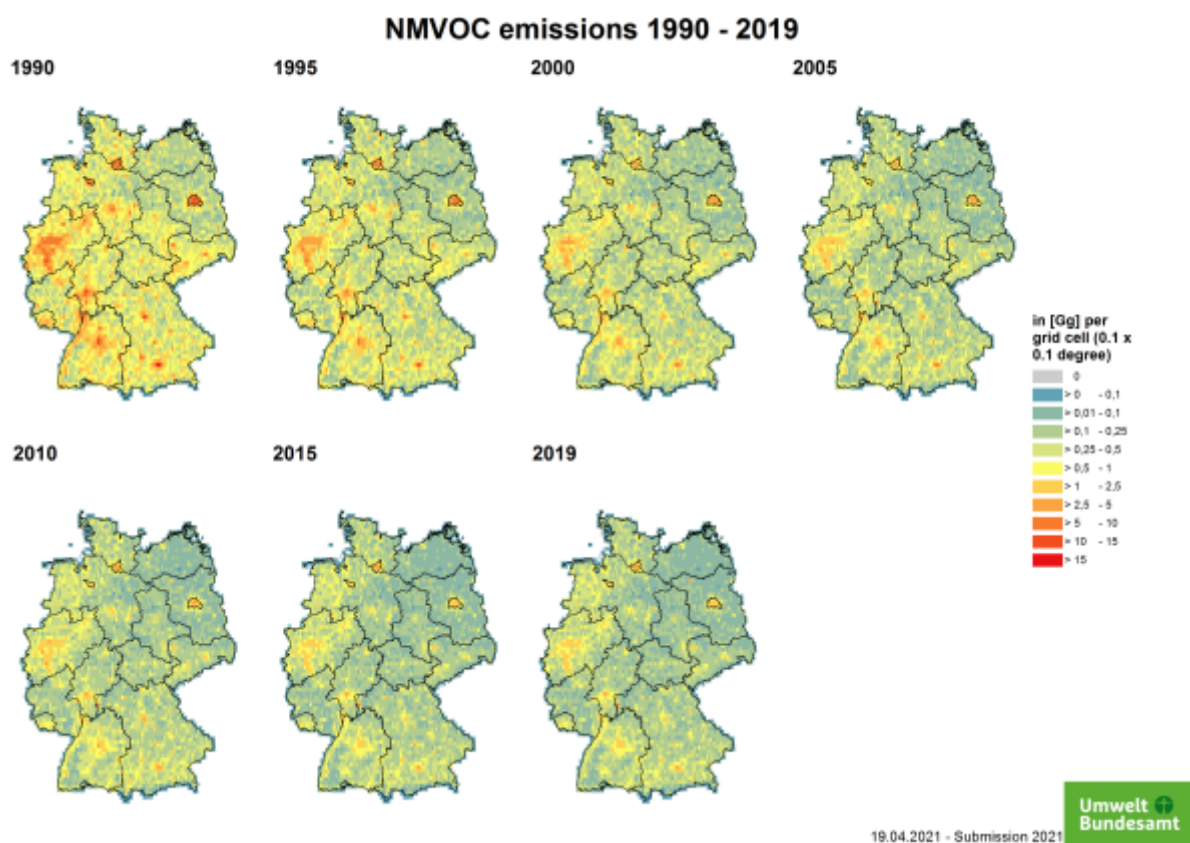 NMVOC emissions 1990 - 2019
1990
1995
2000
2005
2010
2015
2019
in [Gg] per
grid cell (0.1 x
0.1 degree)
0
> 0 - 0,1
> 0,01 - 0,1
> 0,1 - 0,25
> 0,25 - 0,5
> 0,5 - 1
> 1 - 2,5
> 2,5 - 5
> 5 - 10
> 10 - 15
> 15
Umwelt
Bundesamt
19.04.2021 - Submission 2021